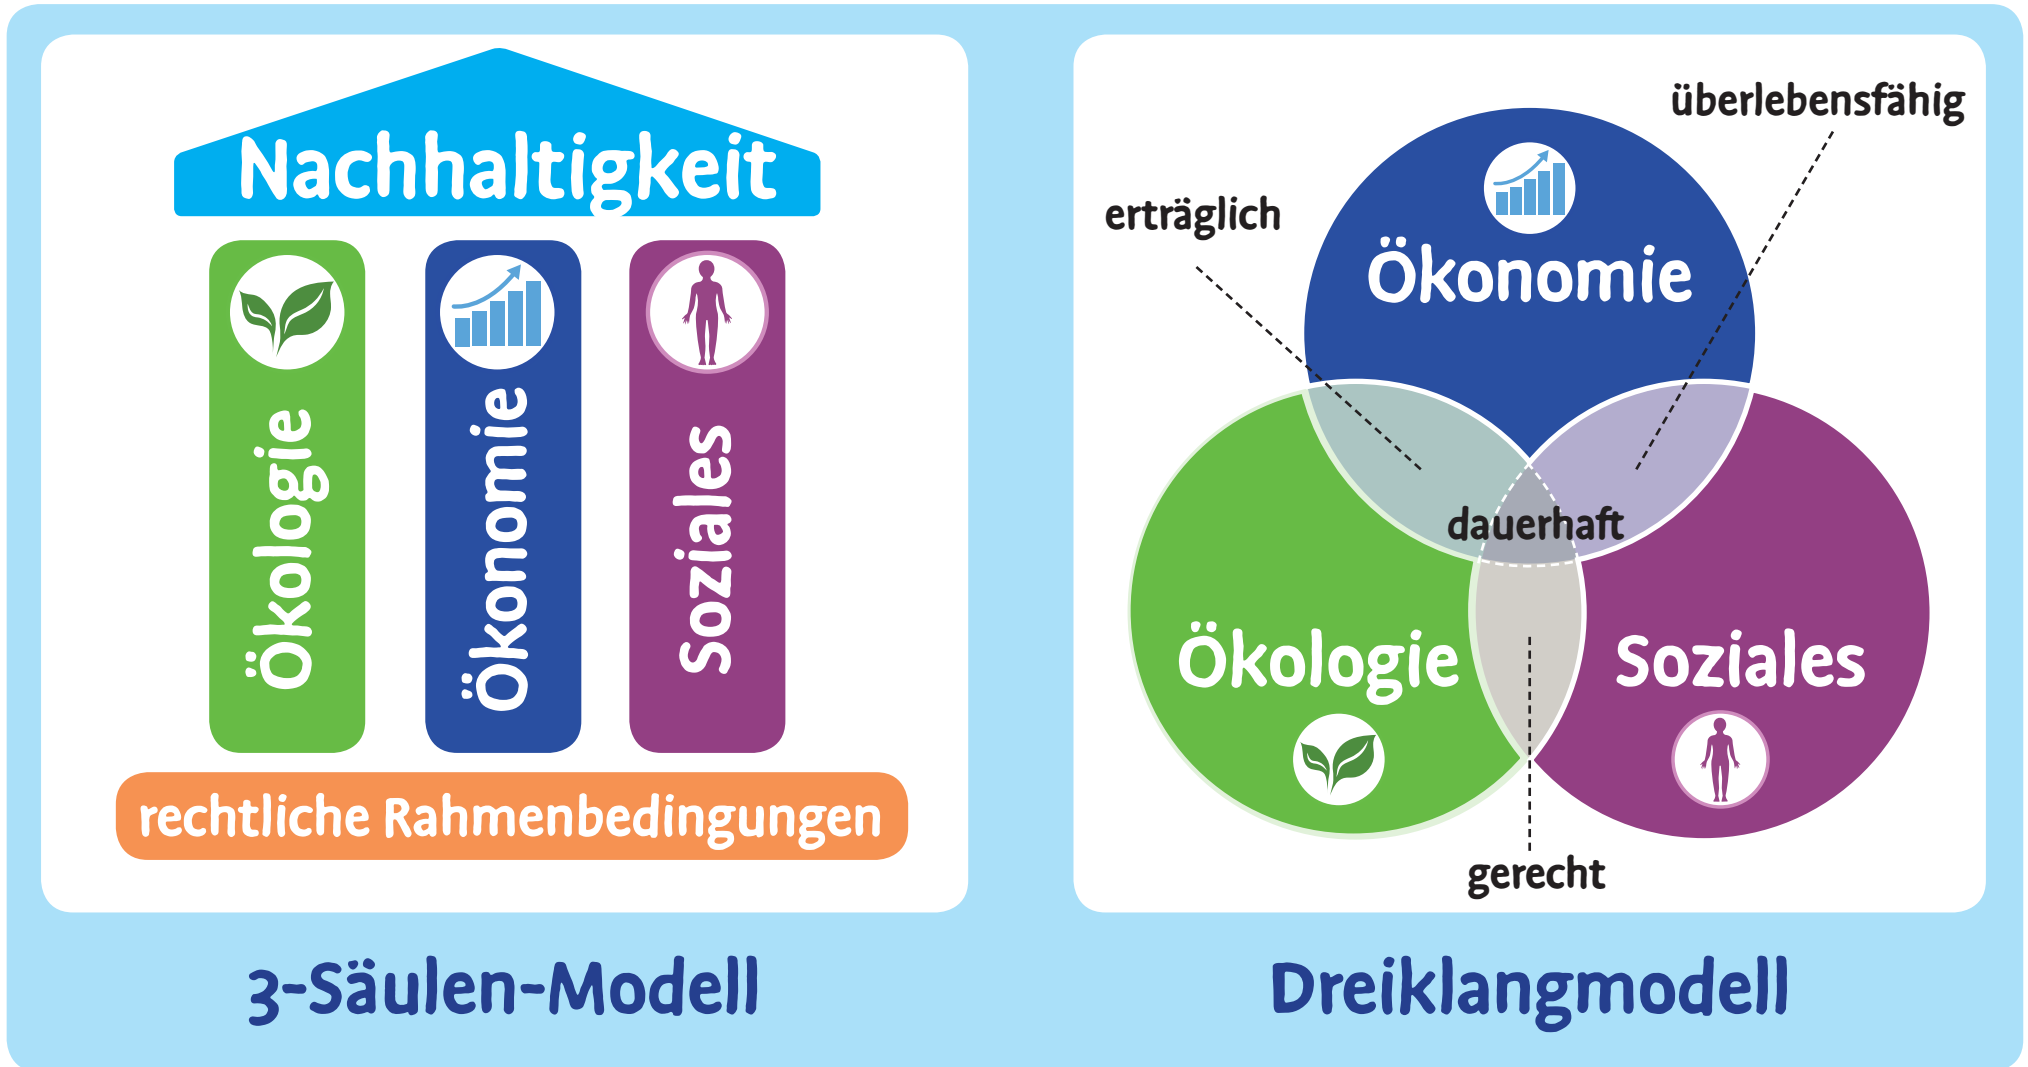 Nachhaltigkeit
Ökologie
Ökonomie
Soziales
rechtliche Rahmenbedingungen
3-Säulen-Modell
überlebensfähig
erträglich
Ökonomie
dauerhaft
Ökologie
Soziales
gerecht
Dreiklangmodell